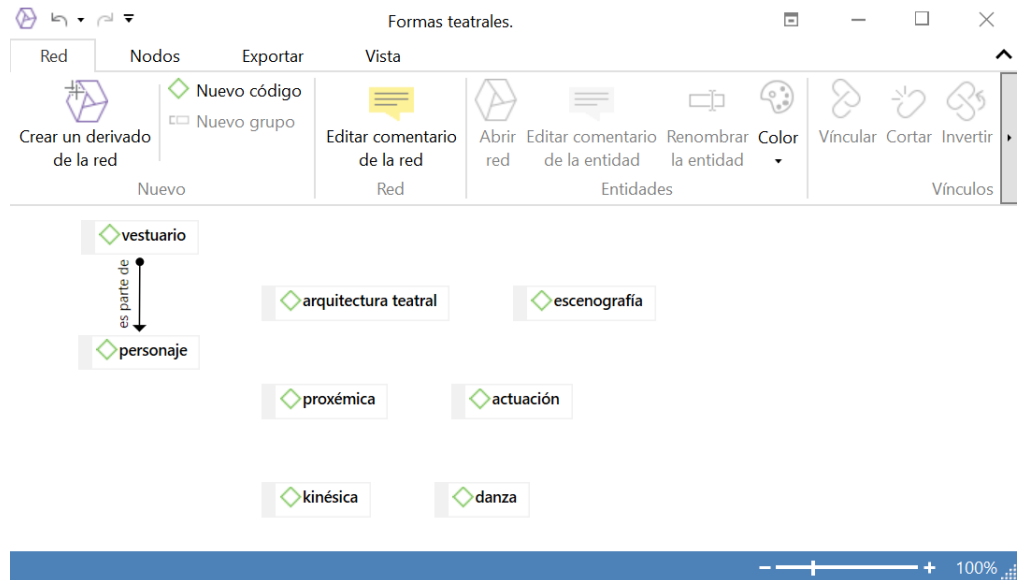 Formas teatrales.
Red Nodos Exportar Vista
Crear un derivado de la red
Nuevo código
Nuevo grupo
Nuevo
Editar comentario de la red
Red
Abrir red
Editar comentario de la entidad
Renombrar la entidad
Color
Entidades
Víncular Cortar Invertir
Vínculos
vestuario
es parte de
personaje
arquitectura teatral escenografía
proxémica actuación
kinésica danza
100%